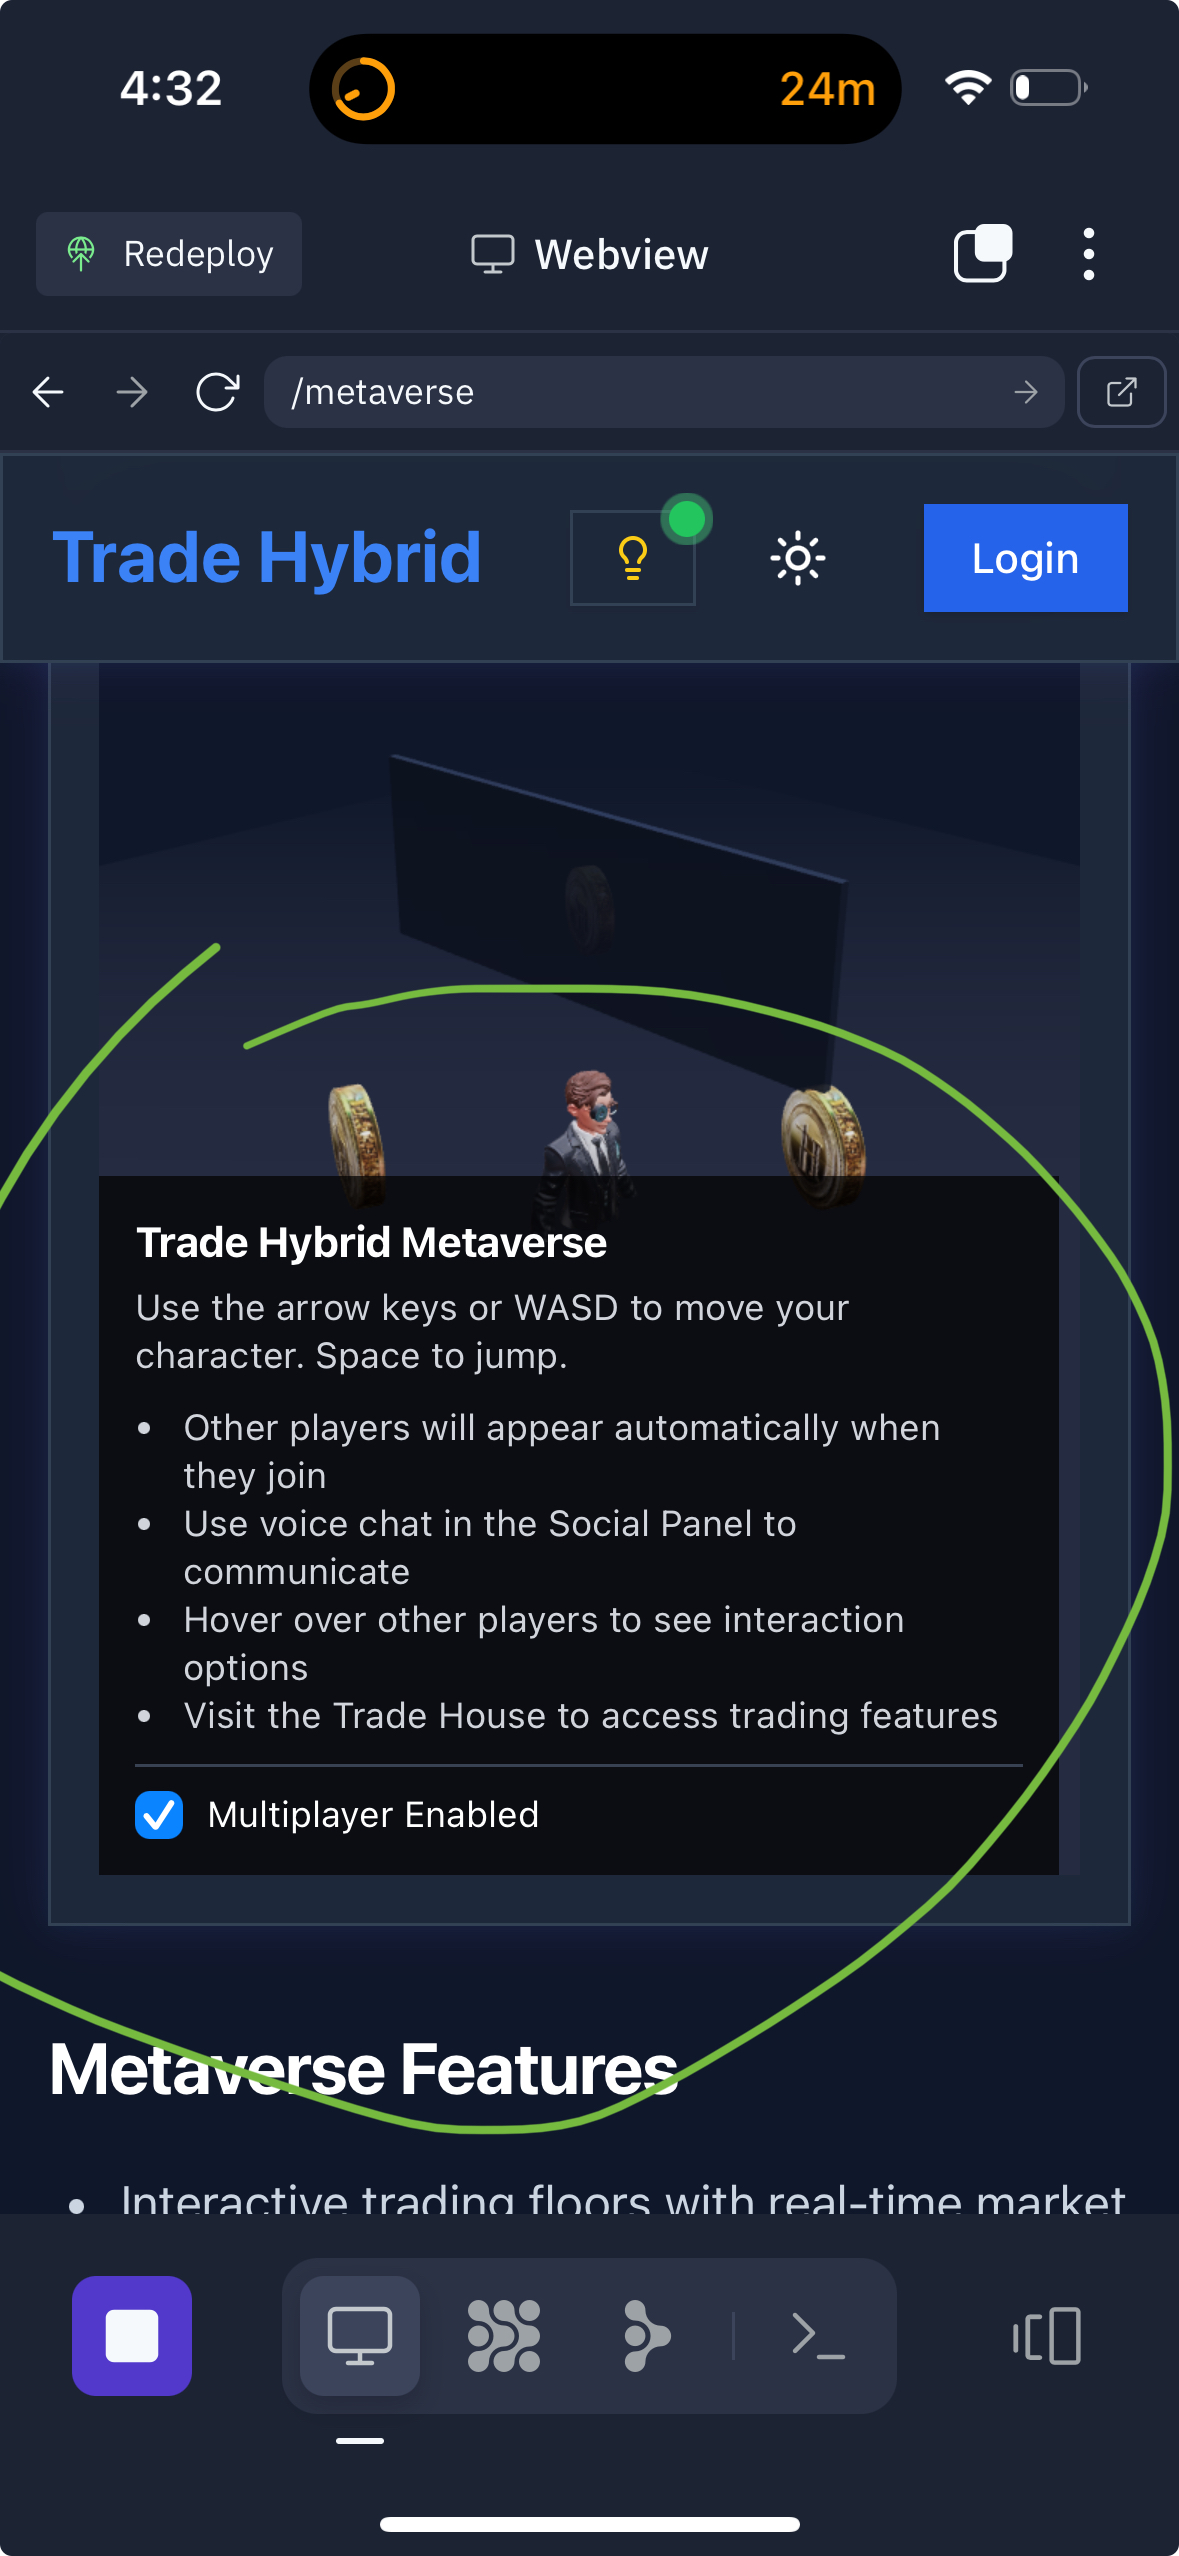 4:32
24m
Redeploy
Webview
/metaverse
Trade Hybrid
Login
Trade Hybrid Metaverse
Use the arrow keys or WASD to move your
character. Space to jump.
• Other players will appear automatically when
they join
• Use voice chat in the Social Panel to
communicate
• Hover over other players to see interaction
options
• Visit the Trade House to access trading features
Multiplayer Enabled
Metaverse Features
• Interactive trading floors with real-time market